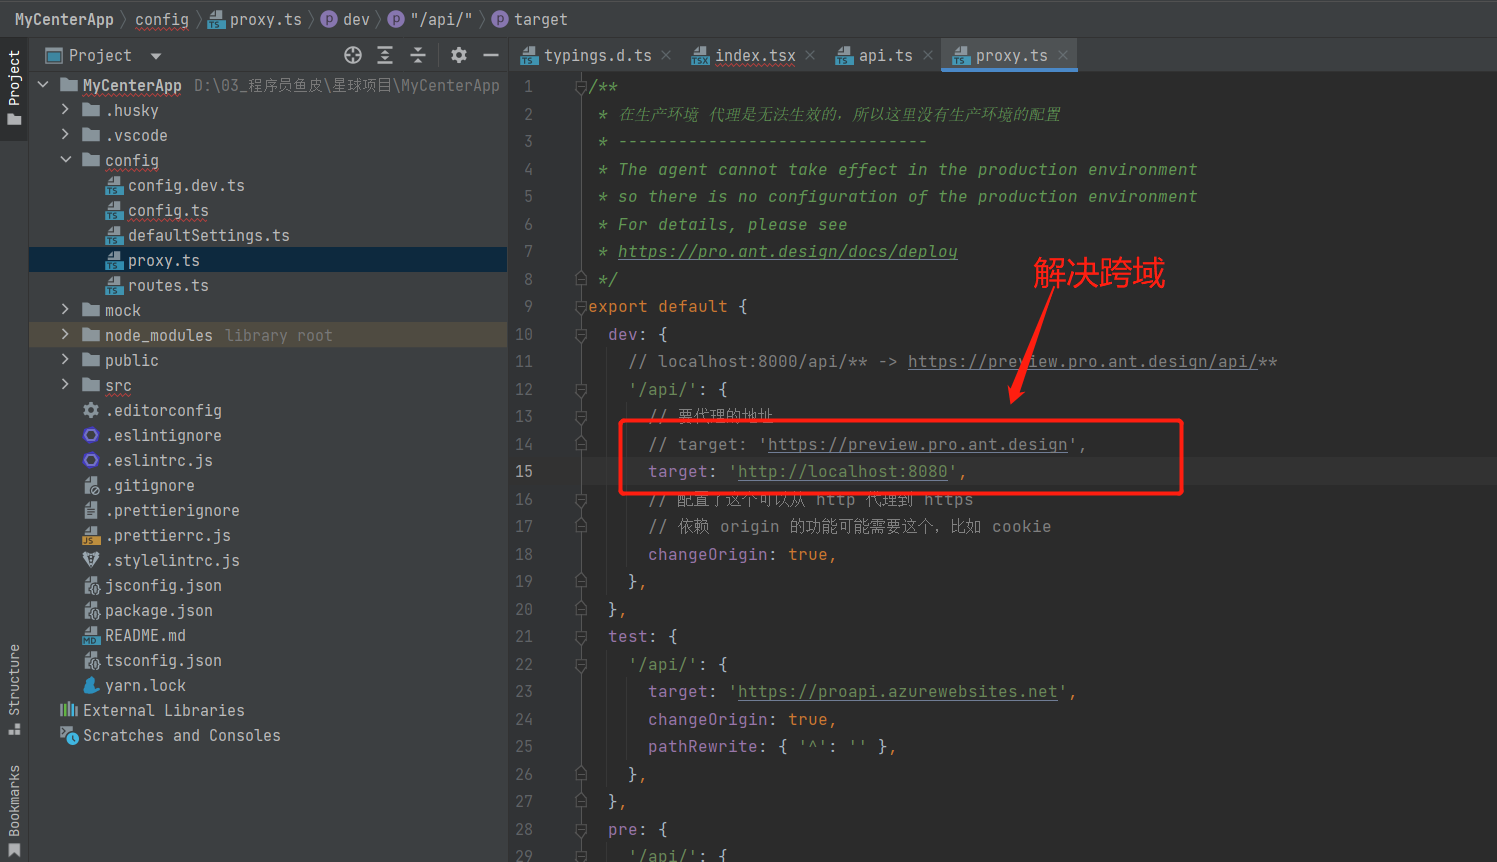 MyCenterApp config proxy.ts dev "/api/" target
Project
typings.d.ts index.tsx api.ts proxy.ts
Project
MyCenterApp D:\03_程序员鱼皮\星球项目\MyCenterApp
.husky
.vscode
config
config.dev.ts
config.ts
defaultSettings.ts
proxy.ts
routes.ts
mock
node_modules library root
public
src
.editorconfig
.eslintignore
.eslintrc.js
.gitignore
.prettierignore
.prettierrc.js
.stylelintrc.js
jsconfig.json
package.json
README.md
tsconfig.json
yarn.lock
External Libraries
Scratches and Consoles
Structure
Bookmarks
1 /**
2 * 在生产环境 代理是无法生效的，所以这里没有生产环境的配置
3 * -------------------------------
4 * The agent cannot take effect in the production environment
5 * so there is no configuration of the production environment
6 * For details, please see
7 * https://pro.ant.design/docs/deploy
8 */
解决跨域
9 export default {
10 dev: {
11 // localhost:8000/api/** -> https://preview.pro.ant.design/api/**
12 '/api/': {
13 // 要代理的地址
14 // target: 'https://preview.pro.ant.design',
15 target: 'http://localhost:8080',
16 // 配置了这个可以从 http 代理到 https
17 // 依赖 origin 的功能可能需要这个，比如 cookie
18 changeOrigin: true,
19 },
20 },
21 test: {
22 '/api/': {
23 target: 'https://proapi.azurewebsites.net',
24 changeOrigin: true,
25 pathRewrite: { '^': '' },
26 },
27 },
28 pre: {
29 '/api/': {